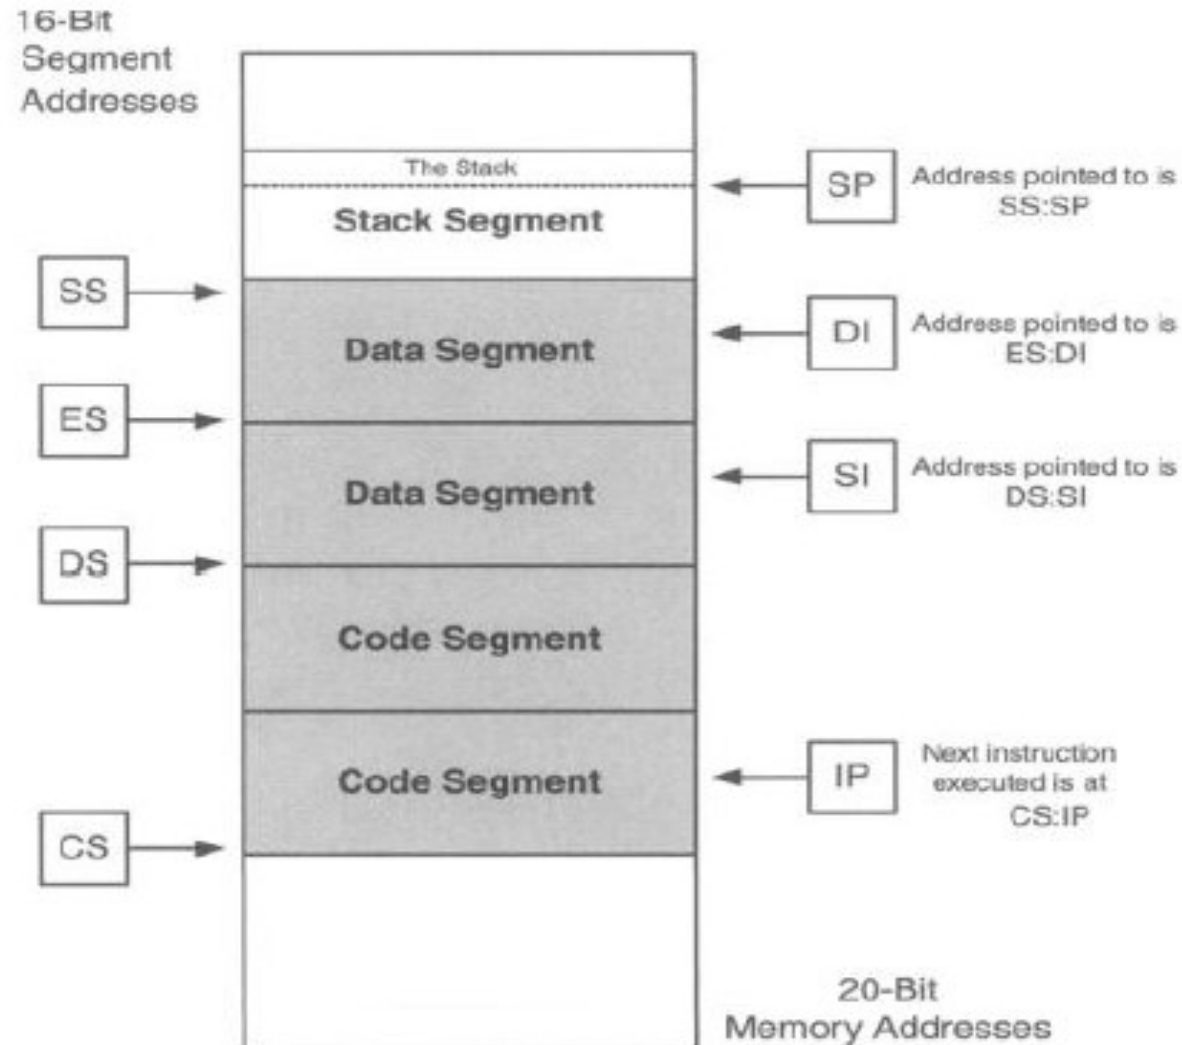 16-Bit
Segment
Addresses
The Stack
Stack Segment
SP
Address pointed to is
SS:SP
SS
Data Segment
DI
Address pointed to is
ES:DI
ES
Data Segment
SI
Address pointed to is
DS:SI
DS
Code Segment
Code Segment
IP
Next instruction
executed is at
CS:IP
CS
20-Bit
Memory Addresses